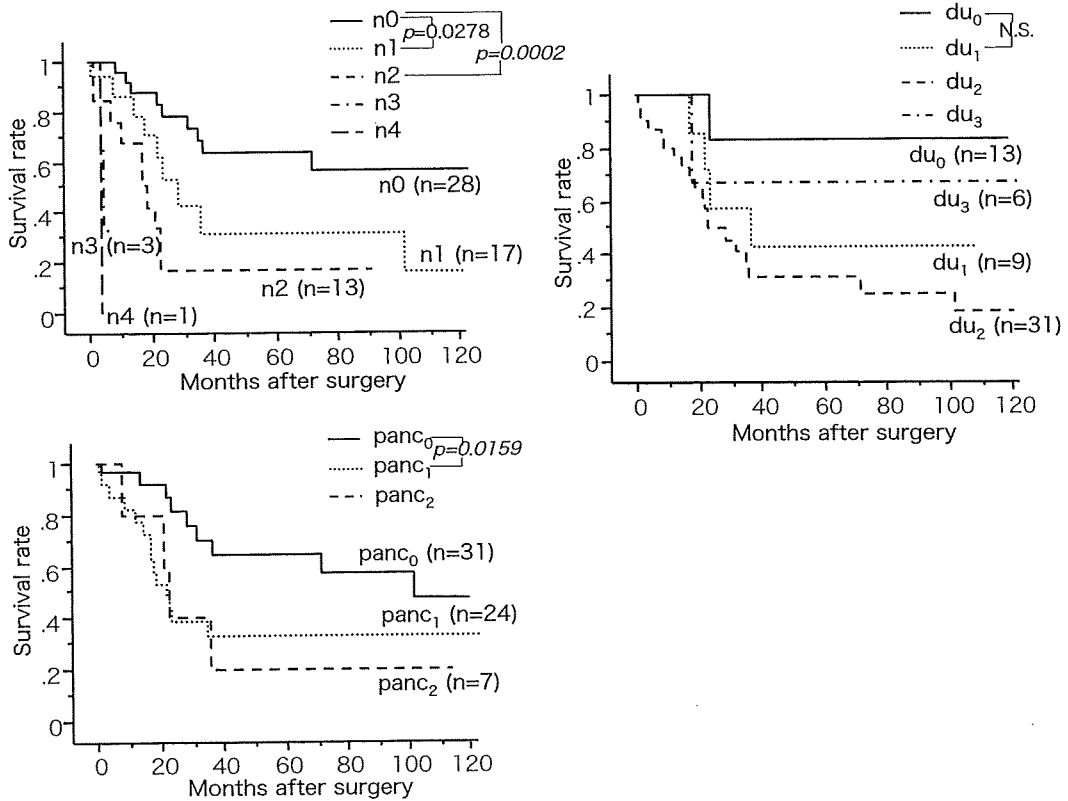 n0
p=0.0278
n1
p=0.0002
n2
n3
n4
Survival rate
1
.8
.6
.4
.2
0
n0 (n=28)
n3 (n=3)
n1 (n=17)
n2 (n=13)
n4 (n=1)
0 20 40 60 80 100 120
Months after surgery
du0
N.S.
du1
du2
du3
Survival rate
1
.8
.6
.4
.2
0
du0 (n=13)
du3 (n=6)
du1 (n=9)
du2 (n=31)
0 20 40 60 80 100 120
Months after surgery
panc0
p=0.0159
panc1
panc2
Survival rate
1
.8
.6
.4
.2
0
panc0 (n=31)
panc1 (n=24)
panc2 (n=7)
0 20 40 60 80 100 120
Months after surgery